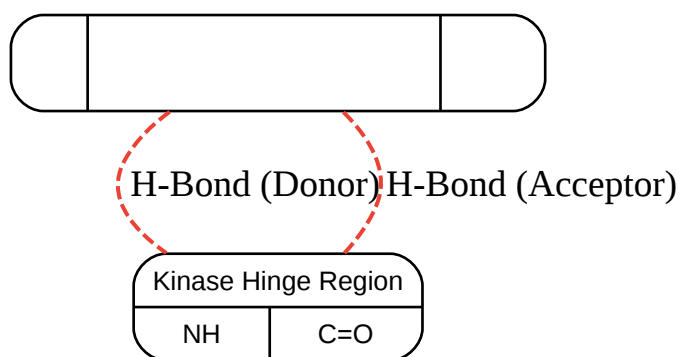 H-Bond (Donor) H-Bond (Acceptor)
Kinase Hinge Region
NH C=O